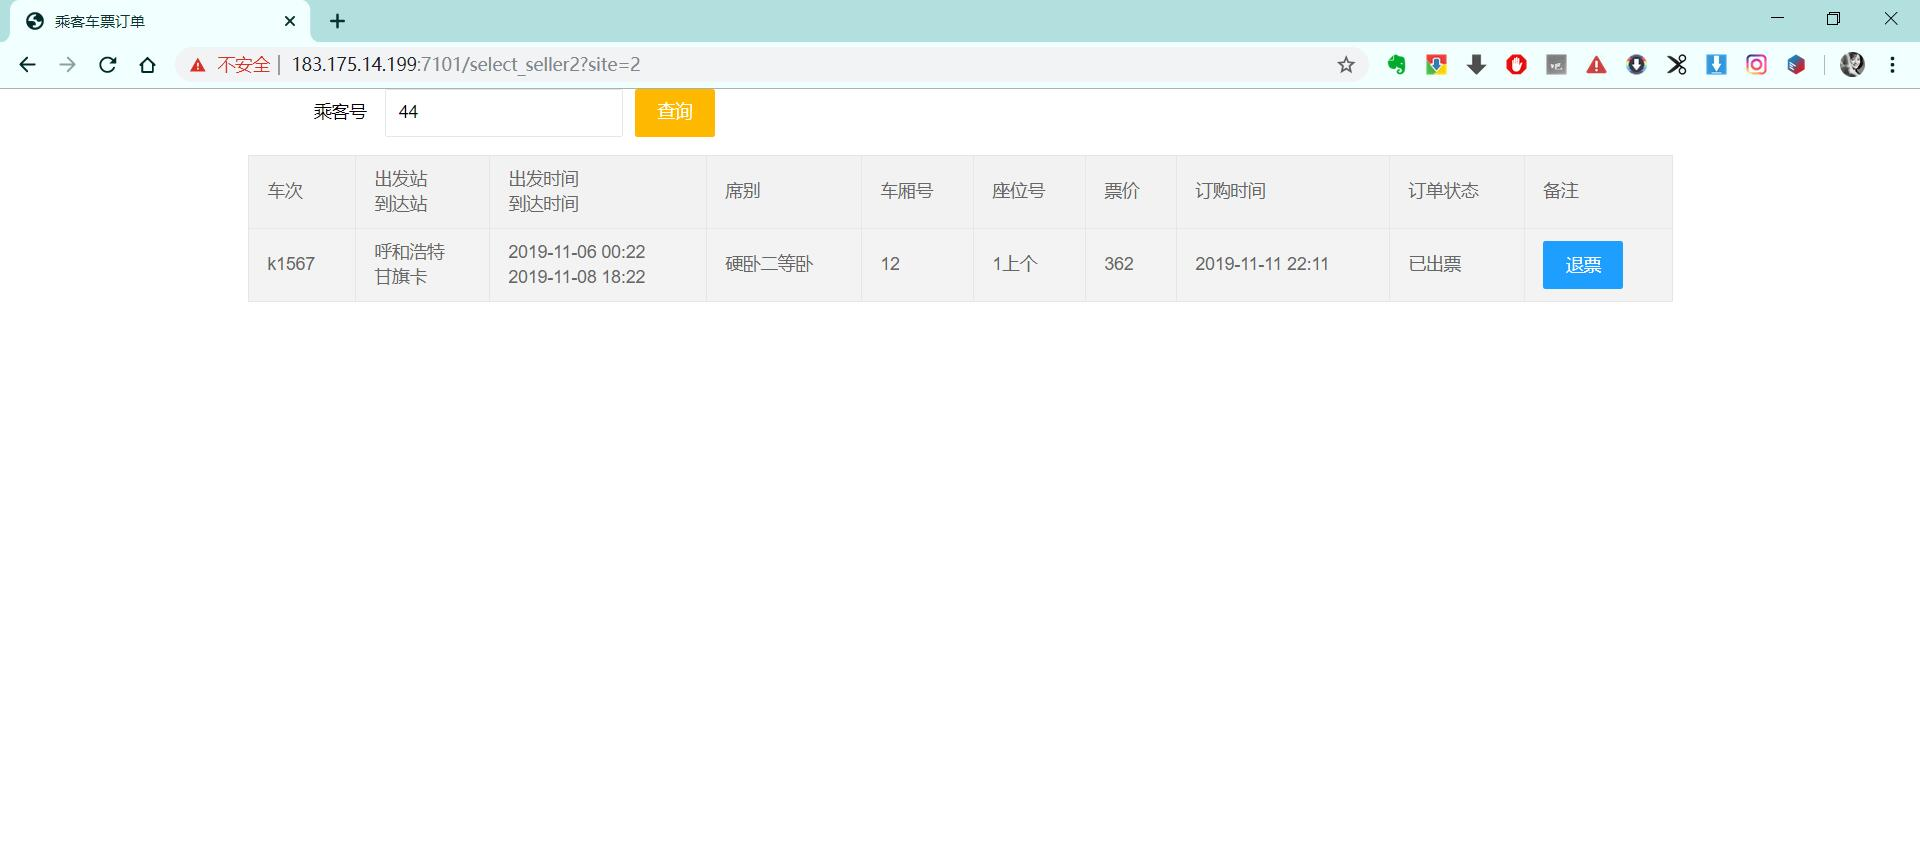 乘客车票订单
不安全 | 183.175.14.199:7101/select_seller2?site=2
乘客号 44 查询
车次 出发站 出发时间 席别 车厢号 座位号 票价 订购时间 订单状态 备注
到达站 到达时间
k1567 呼和浩特 2019-11-06 00:22 硬卧二等卧 12 1上个 362 2019-11-11 22:11 已出票 退票
甘旗卡 2019-11-08 18:22